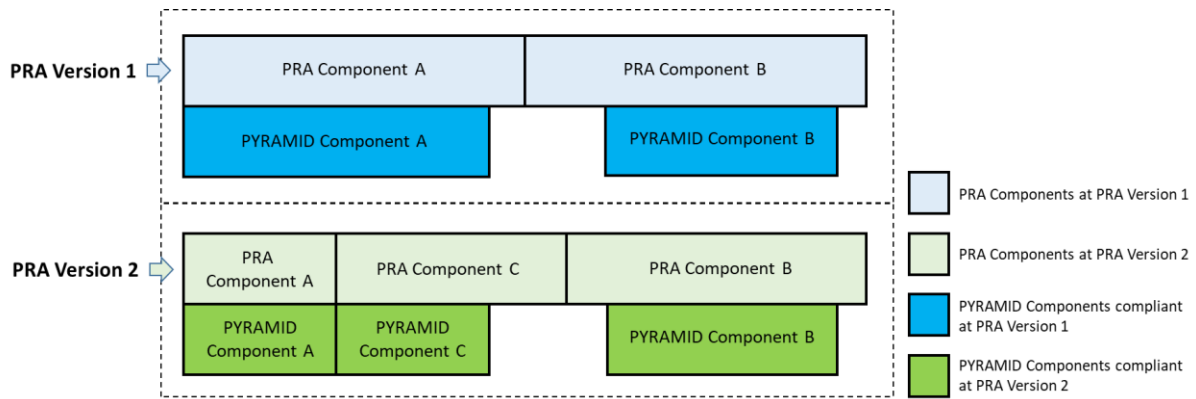 PRA Version 1
PRA Component A
PRA Component B
PYRAMID Component A
PYRAMID Component B
PRA Version 2
PRA
Component A
PRA Component C
PRA Component B
PYRAMID
Component A
PYRAMID
Component C
PYRAMID Component B
PRA Components at PRA Version 1
PRA Components at PRA Version 2
PYRAMID Components compliant
at PRA Version 1
PYRAMID Components compliant
at PRA Version 2